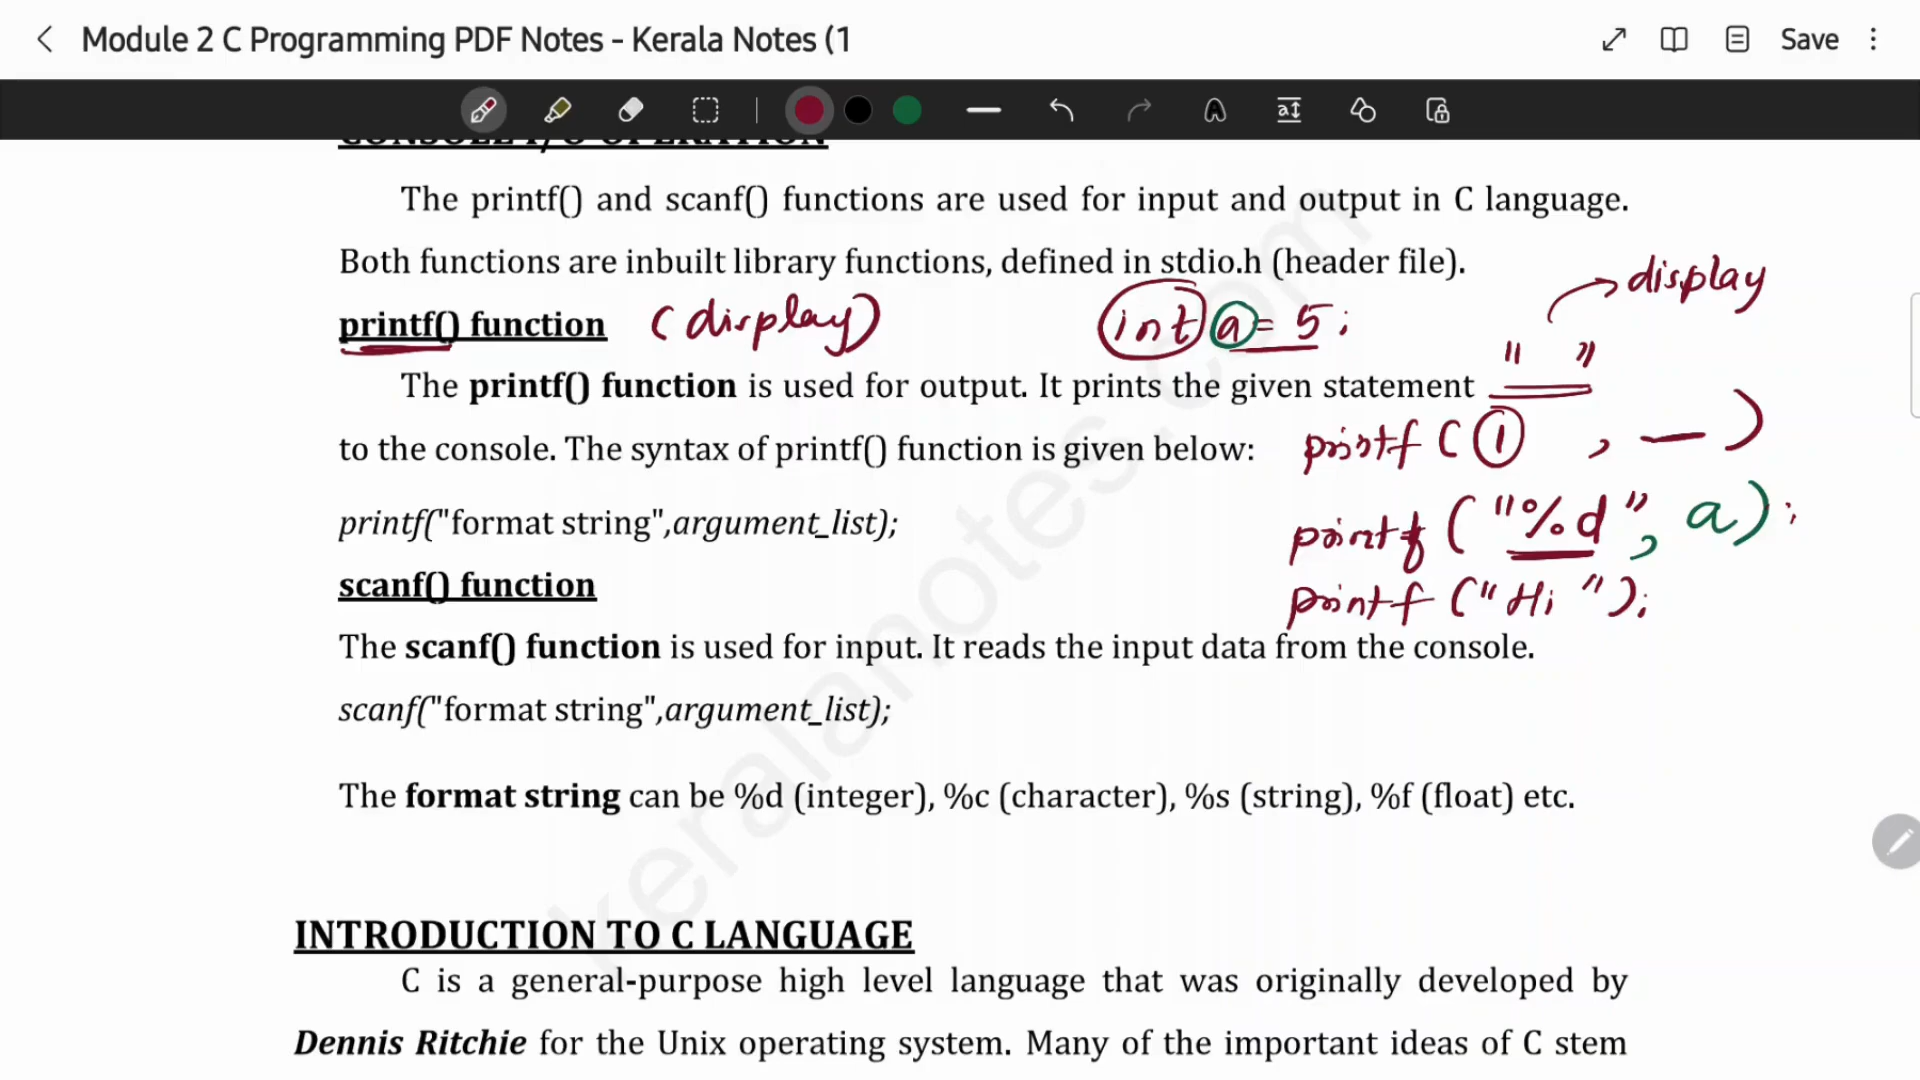 Module 2 C Programming PDF Notes - Kerala Notes (1
Save
CONSOLE I/O OPERATION
The printf() and scanf() functions are used for input and output in C language.
Both functions are inbuilt library functions, defined in stdio.h (header file).
display
printf() function (display) int a = 5;
" "
The printf() function is used for output. It prints the given statement
to the console. The syntax of printf() function is given below: printf ( 1 , — )
printf("format string",argument_list); printf ("%d", a);
scanf() function printf ("Hi ");
The scanf() function is used for input. It reads the input data from the console.
scanf("format string",argument_list);
The format string can be %d (integer), %c (character), %s (string), %f (float) etc.
INTRODUCTION TO C LANGUAGE
C is a general-purpose high level language that was originally developed by
Dennis Ritchie for the Unix operating system. Many of the important ideas of C stem
keralanotes.com